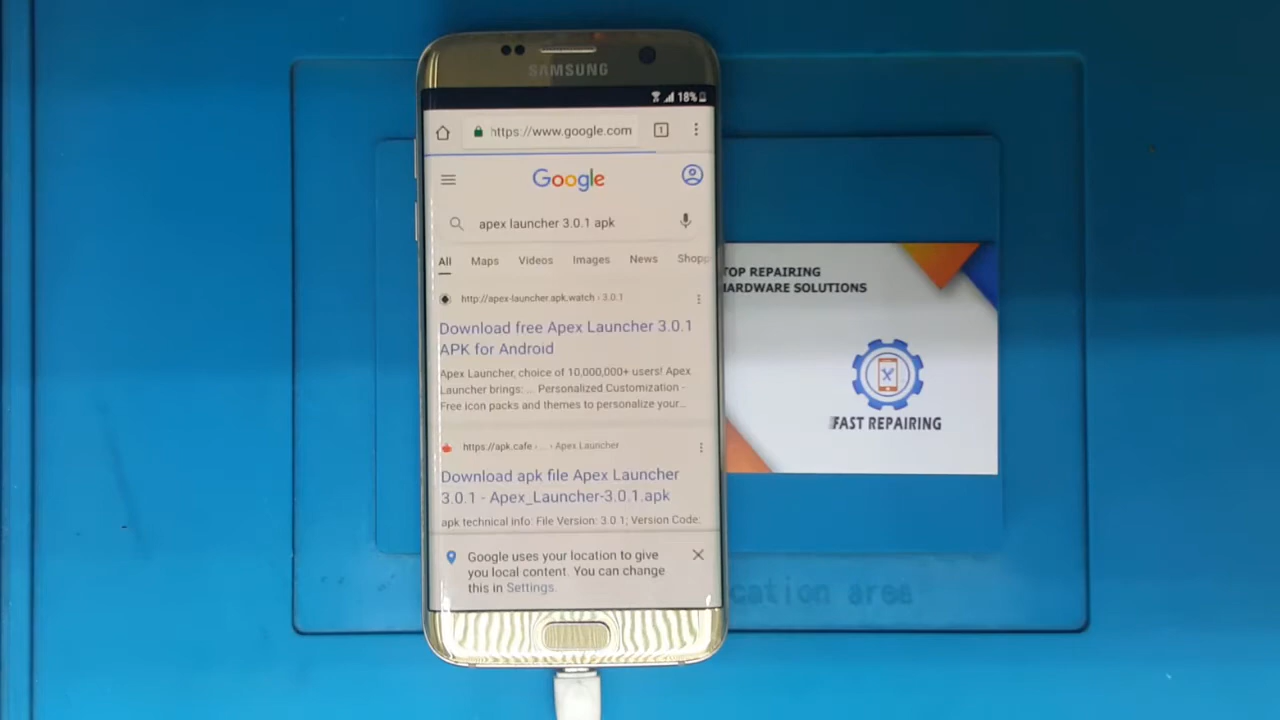 SAMSUNG
18%
https://www.google.com
1
Google
apex launcher 3.0.1 apk
All Maps Videos Images News Shopp
http://apex-launcher.apk.watch › 3.0.1
Download free Apex Launcher 3.0.1
APK for Android
Apex Launcher, choice of 10,000,000+ users! Apex
Launcher brings: ... Personalized Customization -
Free icon packs and themes to personalize your...
https://apk.cafe › ... › Apex Launcher
Download apk file Apex Launcher
3.0.1 - Apex_Launcher-3.0.1.apk
apk technical info: File Version: 3.0.1; Version Code:
Google uses your location to give
you local content. You can change
this in Settings.
TOP REPAIRING
HARDWARE SOLUTIONS
FAST REPAIRING
area